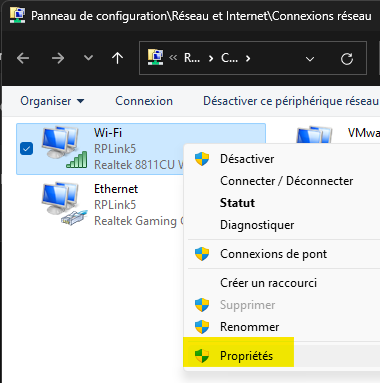 Panneau de configuration\Réseau et Internet\Connexions réseau
« R... › C... ›
Organiser Connexion Désactiver ce périphérique réseau
Wi-Fi
RPLink5
Realtek 8811CU W
VMwa
Ethernet
RPLink5
Realtek Gaming G
Désactiver
Connecter / Déconnecter
Statut
Diagnostiquer
Connexions de pont
Créer un raccourci
Supprimer
Renommer
Propriétés